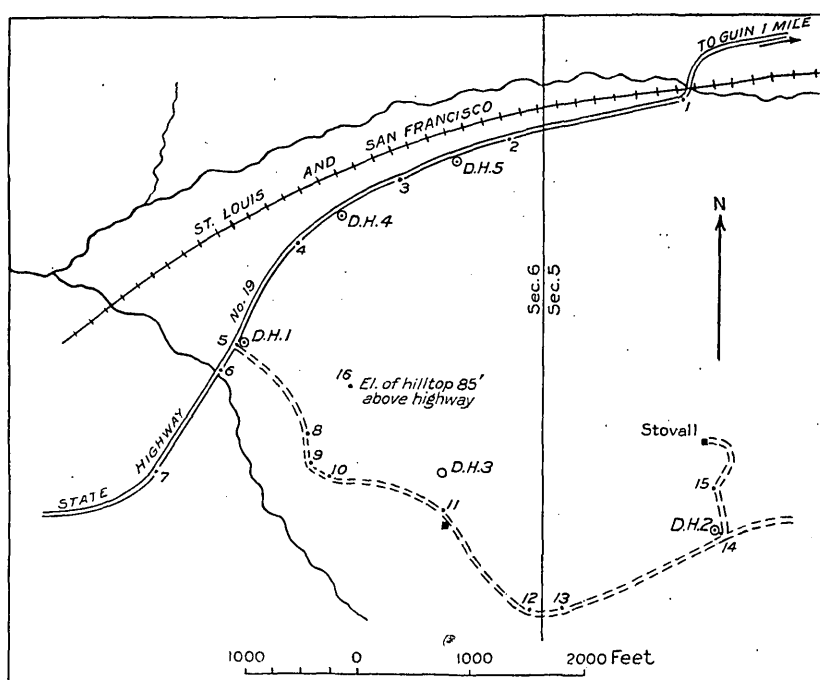 TO GUIN 1 MILE
ST. LOUIS AND SAN FRANCISCO
1
2
D.H.5
3
D.H.4
4
N
No. 19
Sec. 6
Sec. 5
5
D.H.1
6
16
El. of hilltop 85'
above highway
8
Stovall
9
10
D.H.3
7
STATE HIGHWAY
15
11
D.H.2
14
12
13
1000 0 1000 2000 Feet